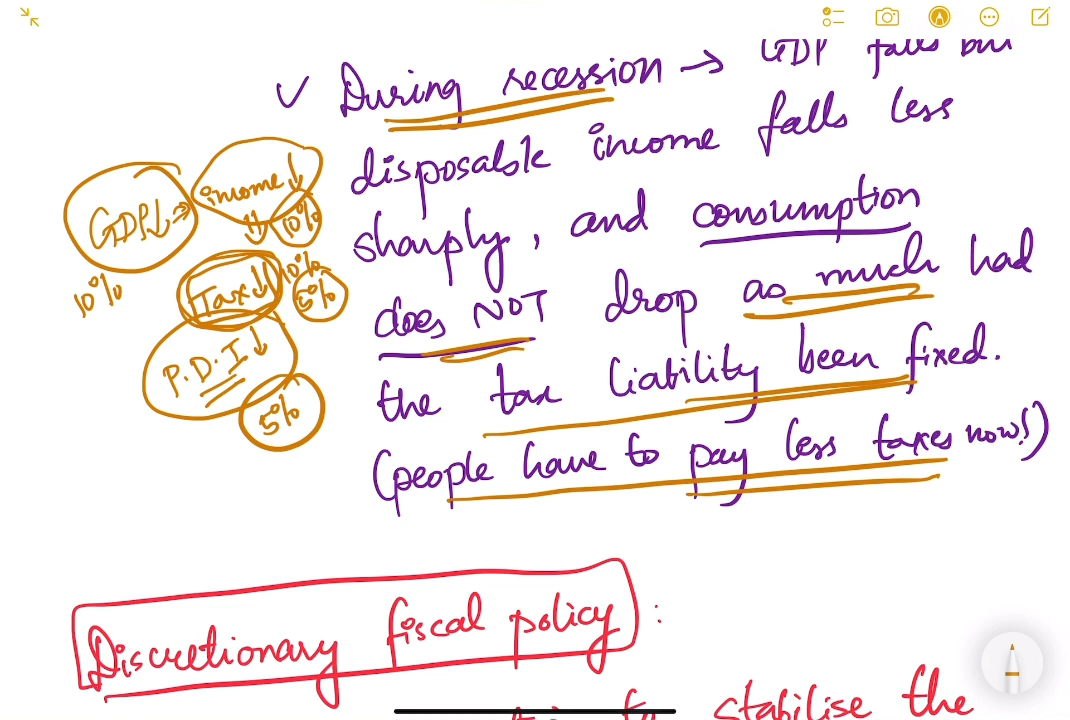 ✓ During recession → GDP falls but
disposable income falls less
sharply, and consumption
does NOT drop as much had
the tax liability been fixed.
(people have to pay less taxes now!)
GDP↓ → income↓
10%
10%
Tax↓ 10%
5%
P.D.I↓
5%
Discretionary fiscal policy :
to stabilise the